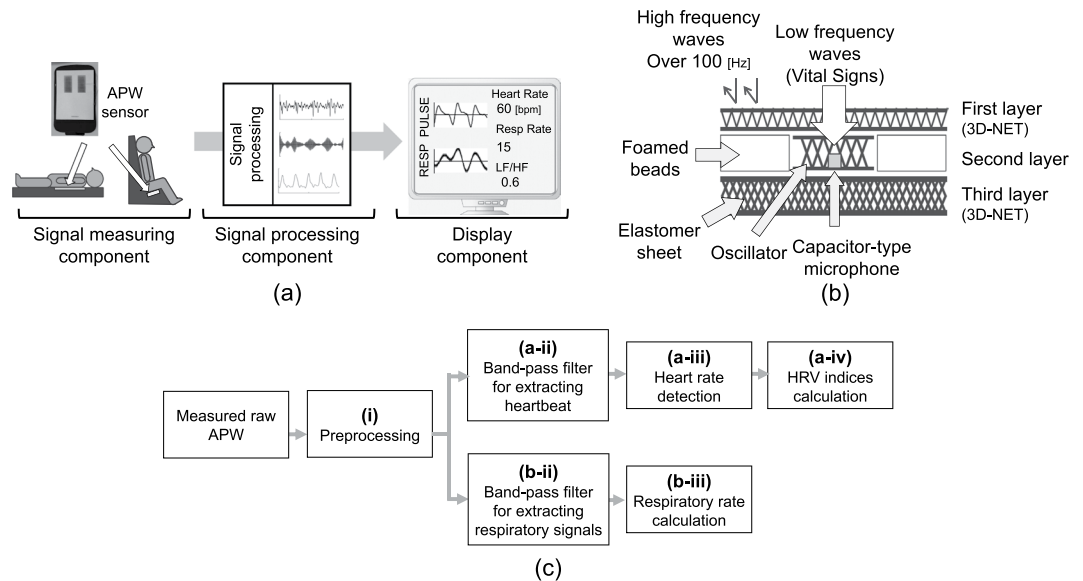 APW
sensor
Signal measuring
component
Signal
processing
Signal processing
component
RESP PULSE
Heart Rate
60 [bpm]
Resp Rate
15
LF/HF
0.6
Display
component
(a)
High frequency
waves
Over 100 [Hz]
Low frequency
waves
(Vital Signs)
First layer
(3D-NET)
Foamed
beads
Second layer
Third layer
(3D-NET)
Elastomer
sheet
Oscillator
Capacitor-type
microphone
(b)
Measured raw
APW
(i)
Preprocessing
(a-ii)
Band-pass filter
for extracting
heartbeat
(a-iii)
Heart rate
detection
(a-iv)
HRV indices
calculation
(b-ii)
Band-pass filter
for extracting
respiratory signals
(b-iii)
Respiratory rate
calculation
(c)